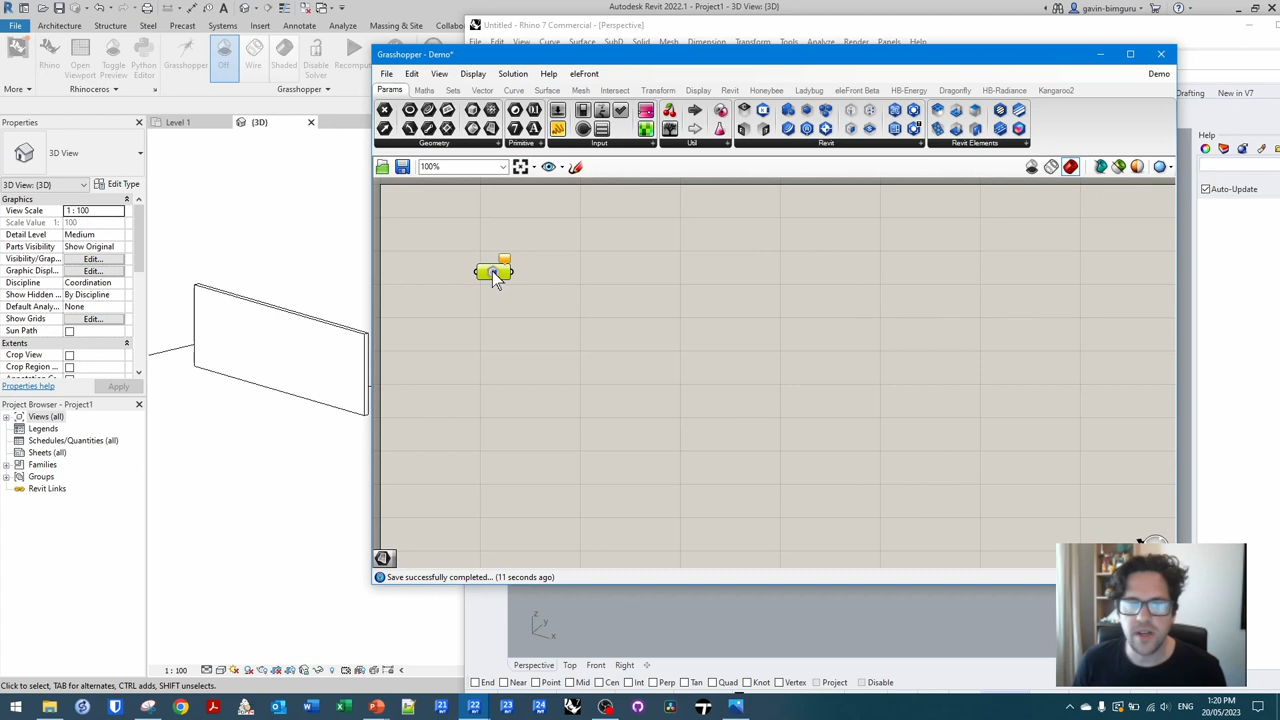 Autodesk Revit 2022.1 - Project1 - 3D View: {3D}
gavin-bimguru
File
Architecture
Structure
Steel
Precast
Systems
Insert
Annotate
Analyze
Massing & Site
Untitled - Rhino 7 Commercial - [Perspective]
File Edit View Curve Surface SubD Solid Mesh Dimension Transform Tools Analyze Render Panels Help
Rhino
Open Viewport
Toggle Preview
Python Editor
Grasshopper
Off
Wire
Shaded
Disable Solver
Recompute
More
Rhinoceros
Grasshopper
Properties
Level 1
{3D}
3D View
3D View: {3D}
Edit Type
Graphics
View Scale 1 : 100
Scale Value 1: 100
Detail Level Medium
Parts Visibility Show Original
Visibility/Grap... Edit...
Graphic Displ... Edit...
Discipline Coordination
Show Hidden ... By Discipline
Default Analy... None
Show Grids Edit...
Sun Path
Extents
Crop View
Crop Region ...
Properties help
Apply
Project Browser - Project1
Views (all)
Legends
Schedules/Quantities (all)
Sheets (all)
Families
Groups
Revit Links
1 : 100
Click to select, TAB for alternates, CTRL adds, SHIFT unselects.
Grasshopper - Demo*
File Edit View Display Solution Help eleFront
Demo
Params Maths Sets Vector Curve Surface Mesh Intersect Transform Display Revit Honeybee Ladybug eleFront Beta HB-Energy Dragonfly HB-Radiance Kangaroo2
Geometry
Primitive
Input
Util
Revit
Revit Elements
100%
Save successfully completed... (11 seconds ago)
Drafting
New in V7
Help
Auto-Update
z
y
x
Perspective Top Front Right
End Near Point Mid Cen Int Perp Tan Quad Knot Vertex Project Disable
21
22
23
24
1:20 PM
20/05/2023